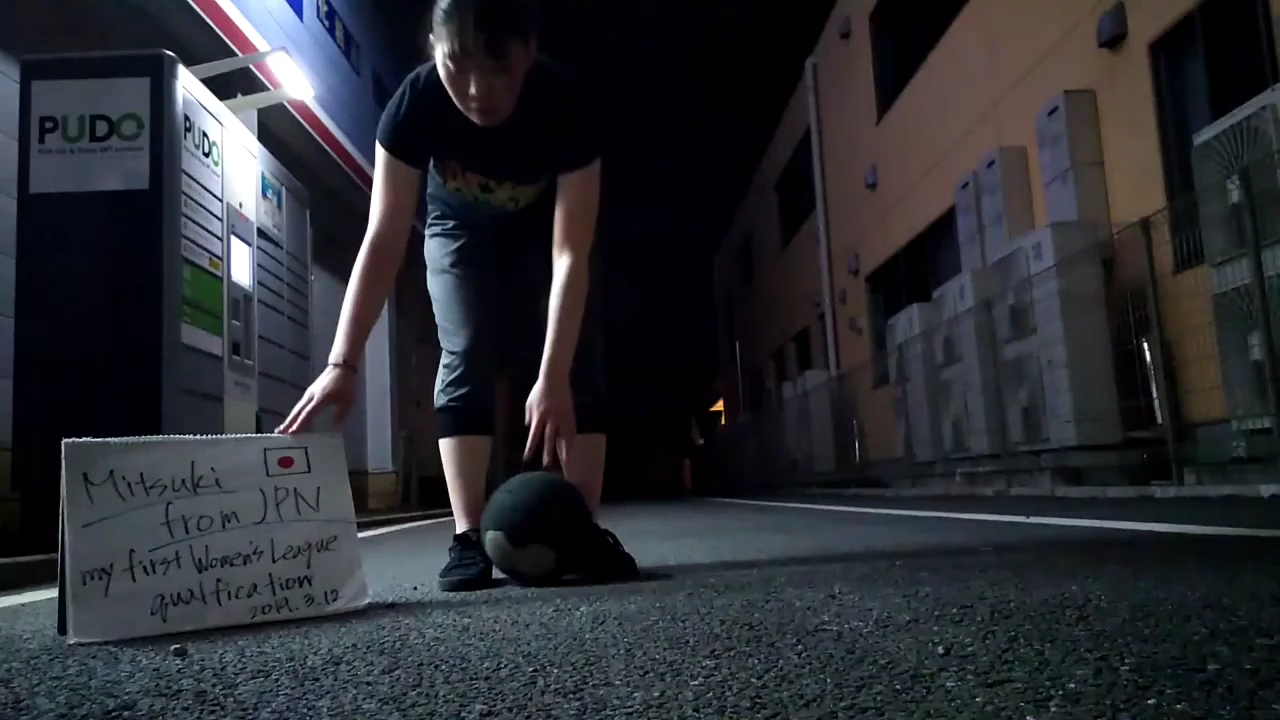 PUDO
PUDO
Mitsuki
from JPN
my first Women's League
qualfication
2019.3.12